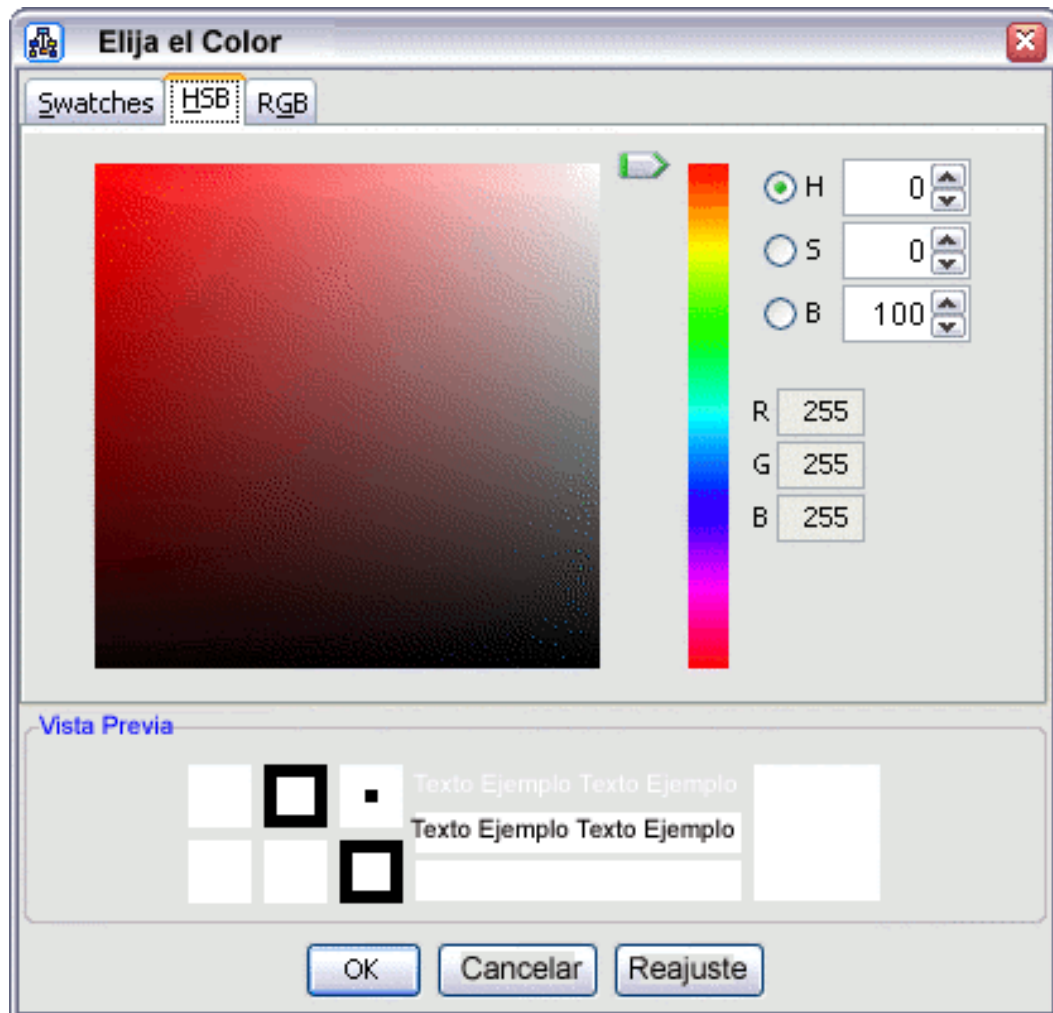 Elija el Color
Swatches HSB RGB
H 0
S 0
B 100
R 255
G 255
B 255
Vista Previa
Texto Ejemplo Texto Ejemplo
Texto Ejemplo Texto Ejemplo
OK Cancelar Reajuste